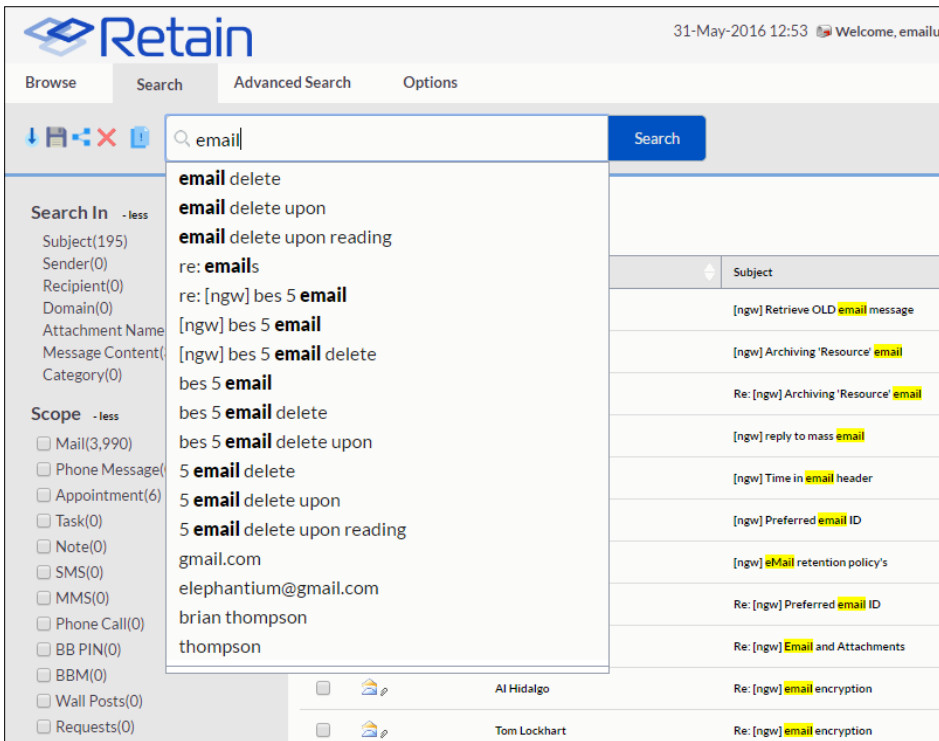 Retain
31-May-2016 12:53 Welcome, emailu
Browse Search Advanced Search Options
email Search
email delete
email delete upon
email delete upon reading
re: emails
re: [ngw] bes 5 email
[ngw] bes 5 email
[ngw] bes 5 email delete
bes 5 email
bes 5 email delete
bes 5 email delete upon
5 email delete
5 email delete upon
5 email delete upon reading
gmail.com
elephantium@gmail.com
brian thompson
thompson
Search In - less
Subject(195)
Sender(0)
Recipient(0)
Domain(0)
Attachment Name
Message Content(
Category(0)
Scope - less
Mail(3,990)
Phone Message(
Appointment(6)
Task(0)
Note(0)
SMS(0)
MMS(0)
Phone Call(0)
BB PIN(0)
BBM(0)
Wall Posts(0)
Requests(0)
Subject
[ngw] Retrieve OLD email message
[ngw] Archiving 'Resource' email
Re: [ngw] Archiving 'Resource' email
[ngw] reply to mass email
[ngw] Time in email header
[ngw] Preferred email ID
[ngw] eMail retention policy's
Re: [ngw] Preferred email ID
Re: [ngw] Email and Attachments
Al Hidalgo Re: [ngw] email encryption
Tom Lockhart Re: [ngw] email encryption